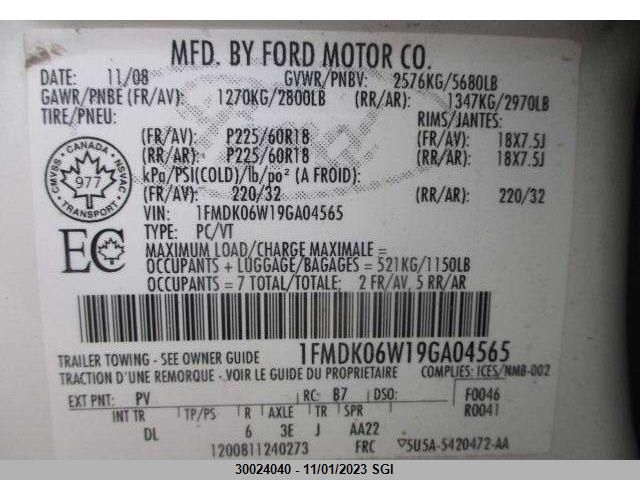 MFD. BY FORD MOTOR CO.
DATE: 11/08 GVWR/PNBV: 2576KG/5680LB
GAWR/PNBE (FR/AV): 1270KG/2800LB (RR/AR): 1347KG/2970LB
TIRE/PNEU: RIMS/JANTES:
(FR/AV): P225/60R18 (FR/AV): 18X7.5J
(RR/AR): P225/60R18 (RR/AR): 18X7.5J
kPa/PSI(COLD)/lb/po² (A FROID):
(FR/AV): 220/32 (RR/AR): 220/32
CANADA
CMVSS NSVAC
977
TRANSPORT
VIN: 1FMDK06W19GA04565
TYPE: PC/VT
EC
MAXIMUM LOAD/CHARGE MAXIMALE =
OCCUPANTS + LUGGAGE/BAGAGES = 521KG/1150LB
OCCUPANTS = 7 TOTAL/TOTALE: 2 FR/AV, 5 RR/AR
TRAILER TOWING - SEE OWNER GUIDE 1FMDK06W19GA04565
TRACTION D'UNE REMORQUE - VOIR LE GUIDE DU PROPRIETAIRE COMPLIES: ICES/NMB-002
EXT PNT: PV RC: B7 DSO: F0046
INT TR TP/PS R AXLE TR SPR R0041
DL 6 3E J AA22
1200811240273 FRC 5U5A-5420472-AA
30024040 - 11/01/2023 SGI